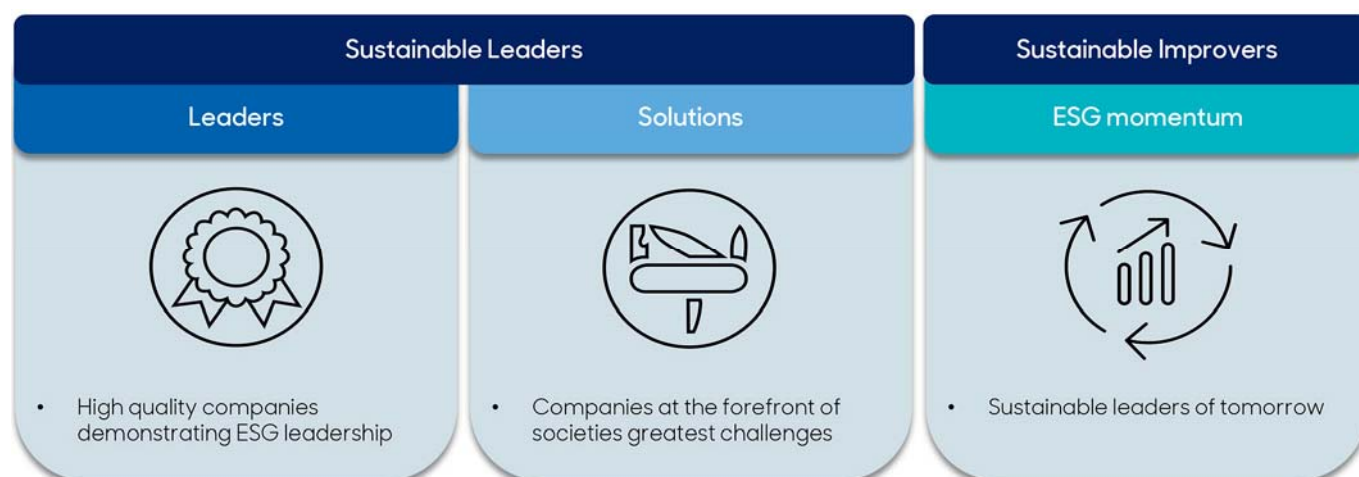 Sustainable Leaders
Sustainable Improvers
Leaders
Solutions
ESG momentum
• High quality companies
demonstrating ESG leadership
• Companies at the forefront of
societies greatest challenges
• Sustainable leaders of tomorrow